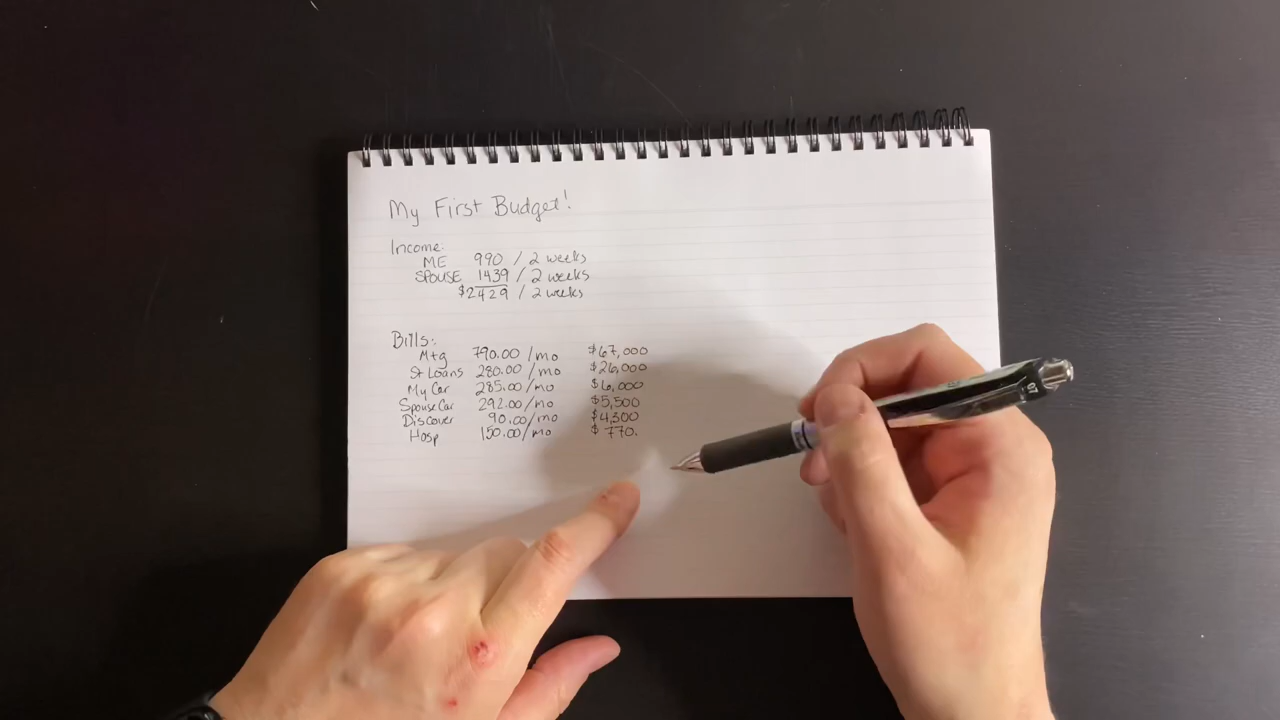 My First Budget!
Income:
ME 990 / 2 weeks
SPOUSE 1439 / 2 weeks
$2429 / 2 weeks
Bills:
Mtg 790.00 /mo $67,000
St Loans 280.00 /mo $26,000
My Car 285.00/mo $6,000
Spouse Car 292.00/mo $5,500
Discover 90.00/mo $4,300
Hosp 150.00/mo $770.